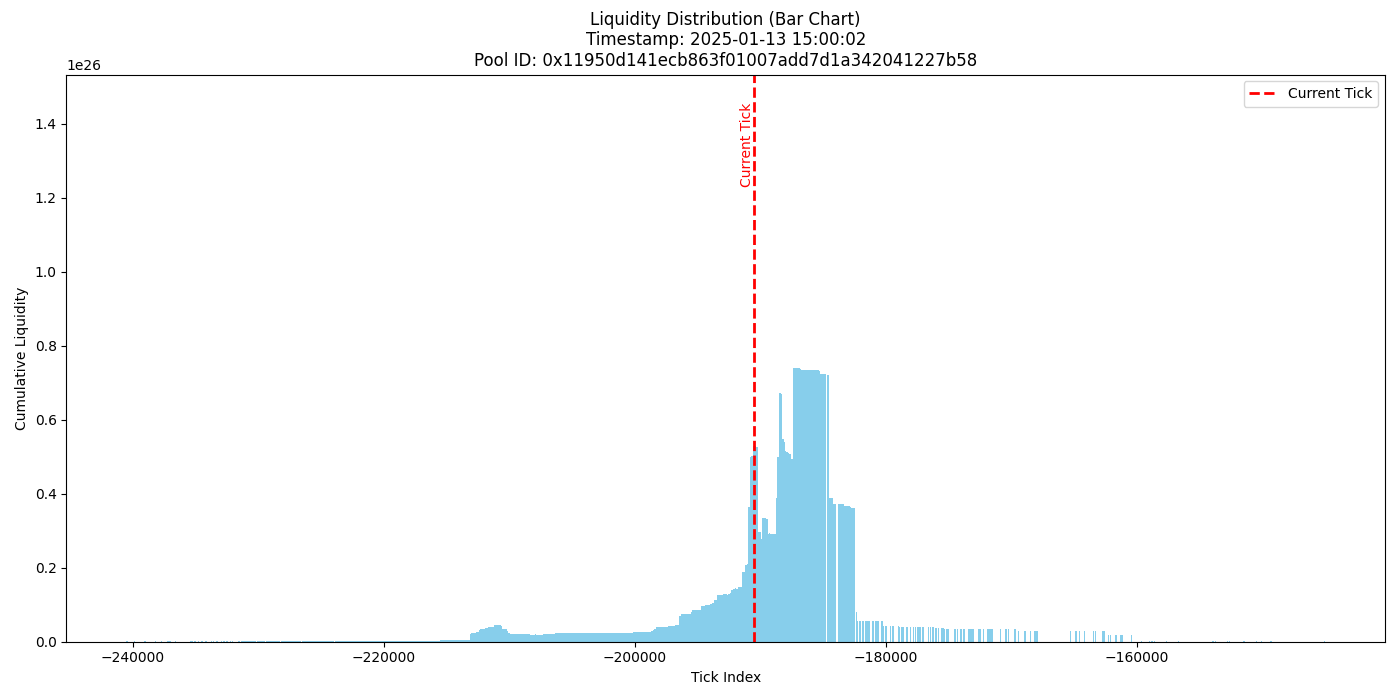 Liquidity Distribution (Bar Chart)
Timestamp: 2025-01-13 15:00:02
Pool ID: 0x11950d141ecb863f01007add7d1a342041227b58
1e26
Current Tick
Current Tick
1.4
1.2
1.0
0.8
0.6
0.4
0.2
0.0
Cumulative Liquidity
−240000
−220000
−200000
−180000
−160000
Tick Index